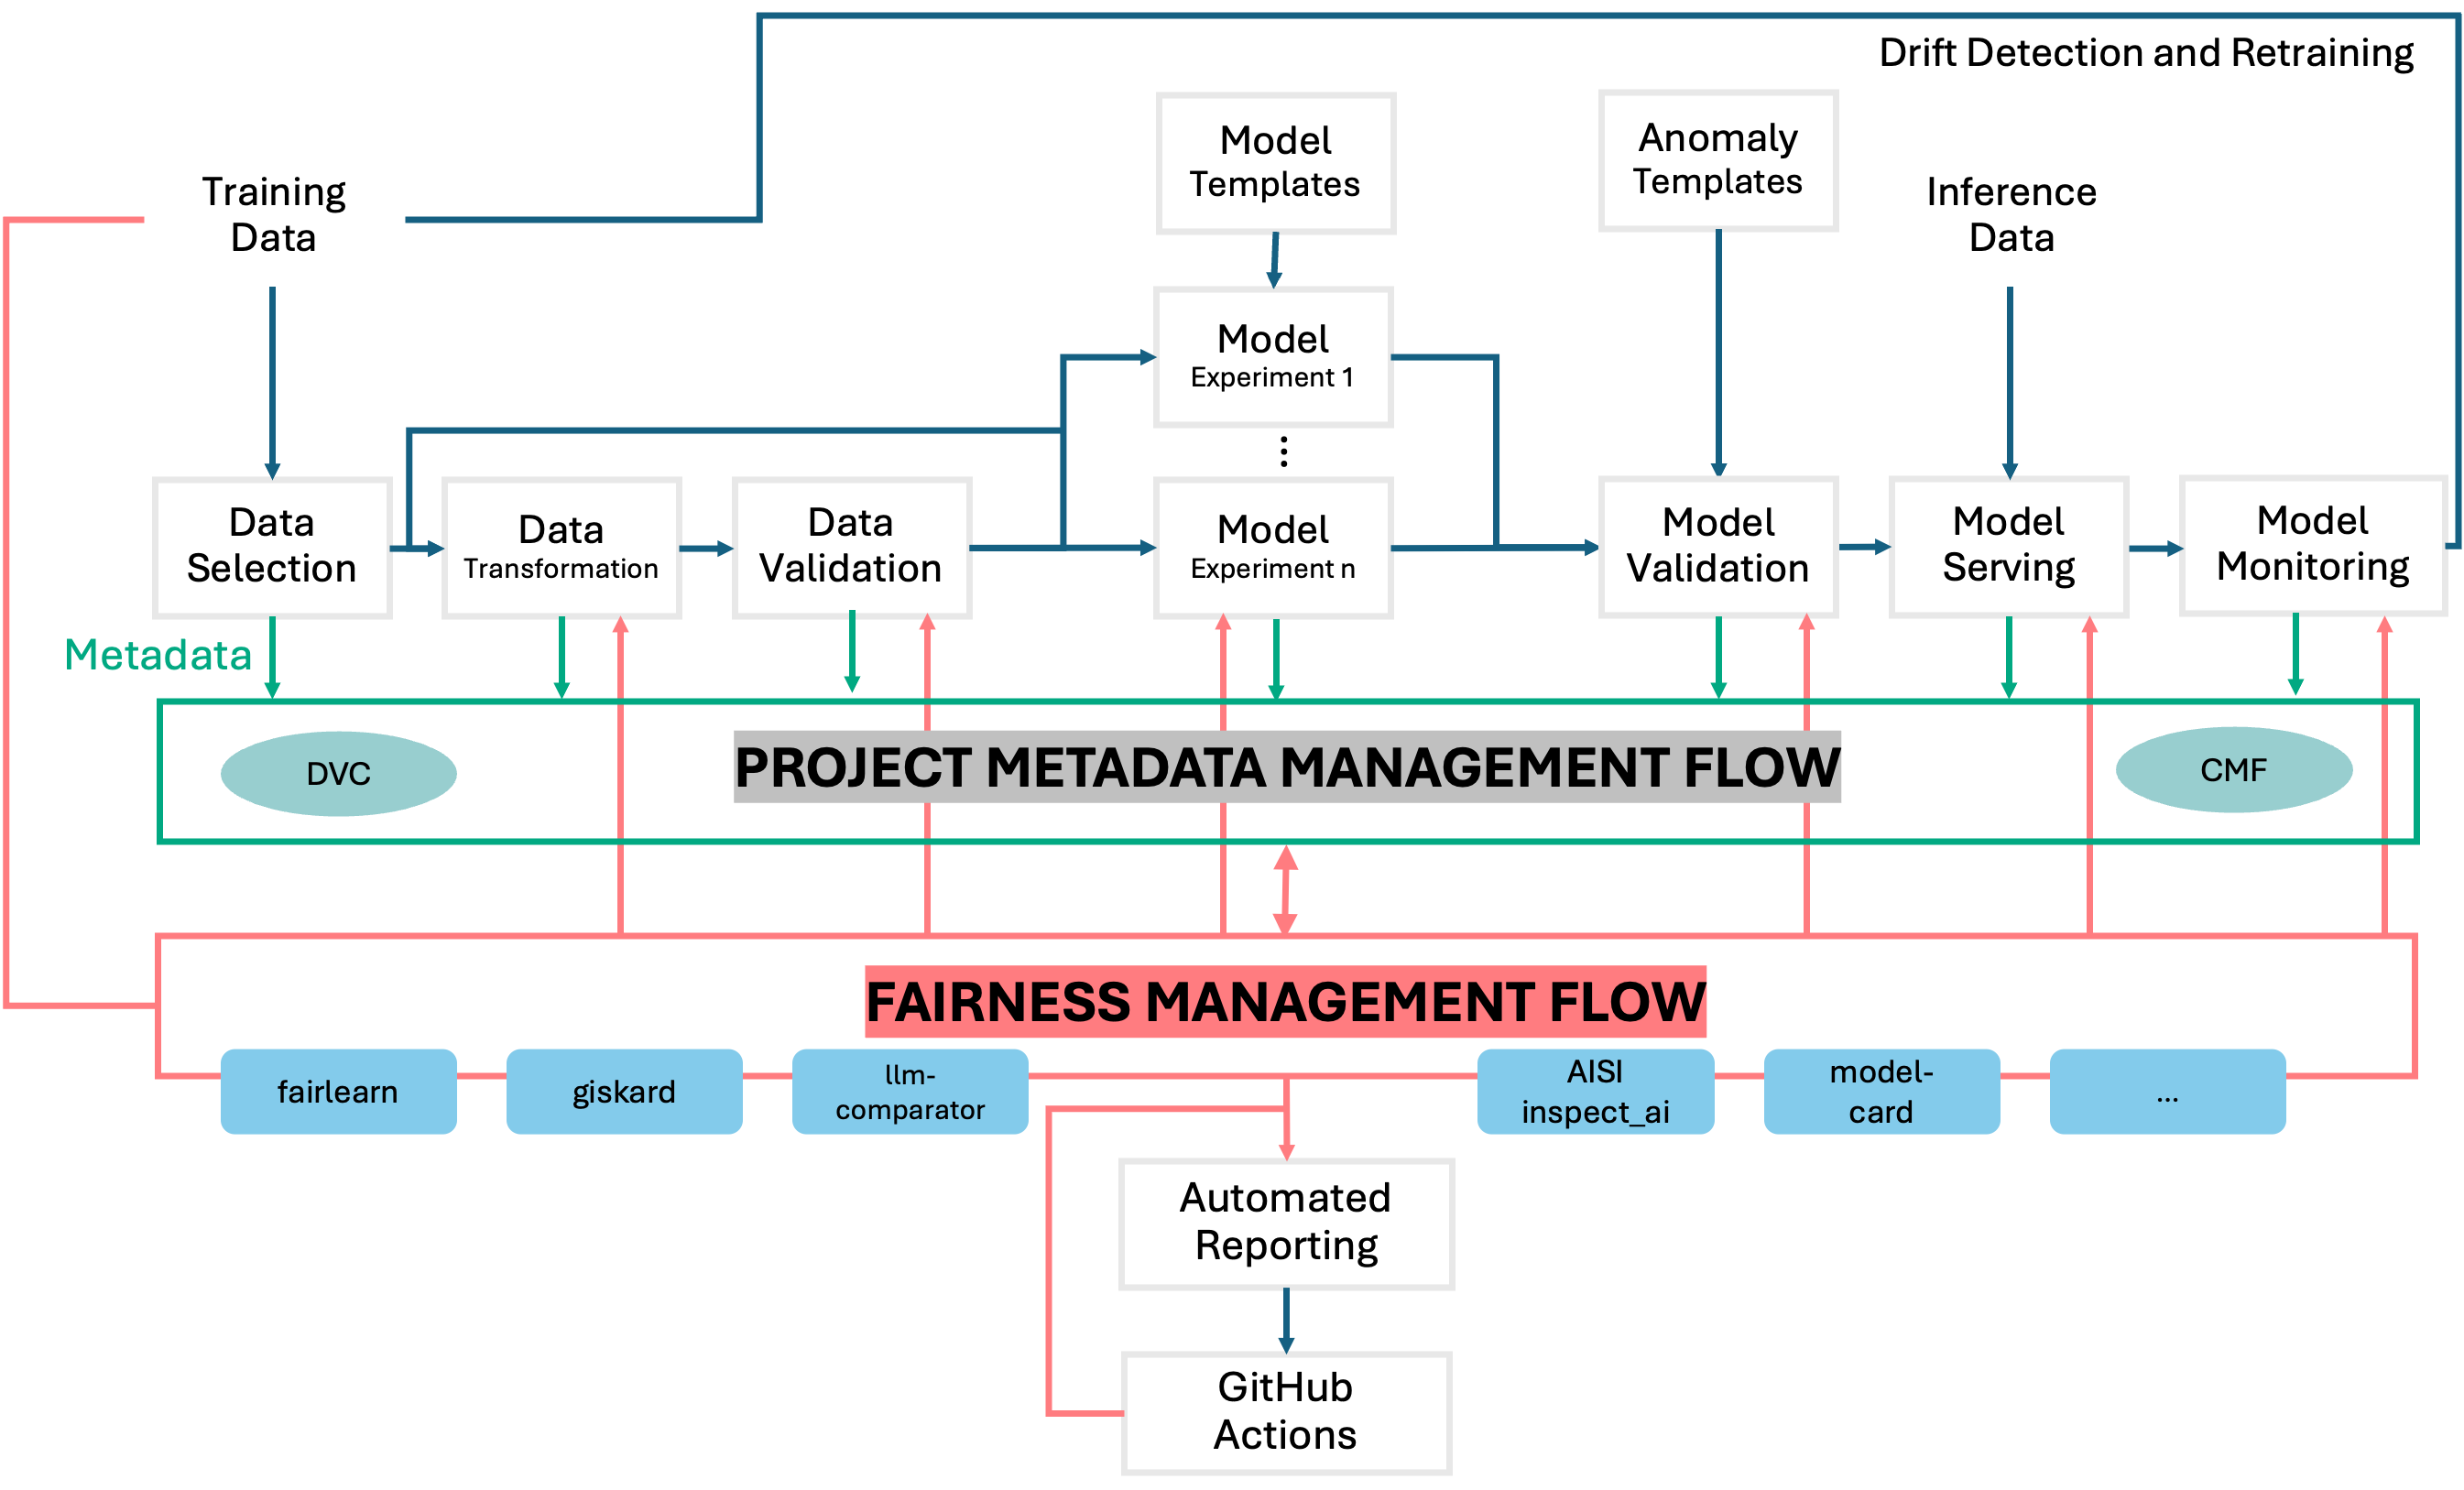 Drift Detection and Retraining
Training
Data
Model
Templates
Anomaly
Templates
Inference
Data
Model
Experiment 1
⋮
Data
Selection
Data
Transformation
Data
Validation
Model
Experiment n
Model
Validation
Model
Serving
Model
Monitoring
Metadata
DVC
PROJECT METADATA MANAGEMENT FLOW
CMF
FAIRNESS MANAGEMENT FLOW
fairlearn
giskard
llm-
comparator
AISI
inspect_ai
model-
card
...
Automated
Reporting
GitHub
Actions